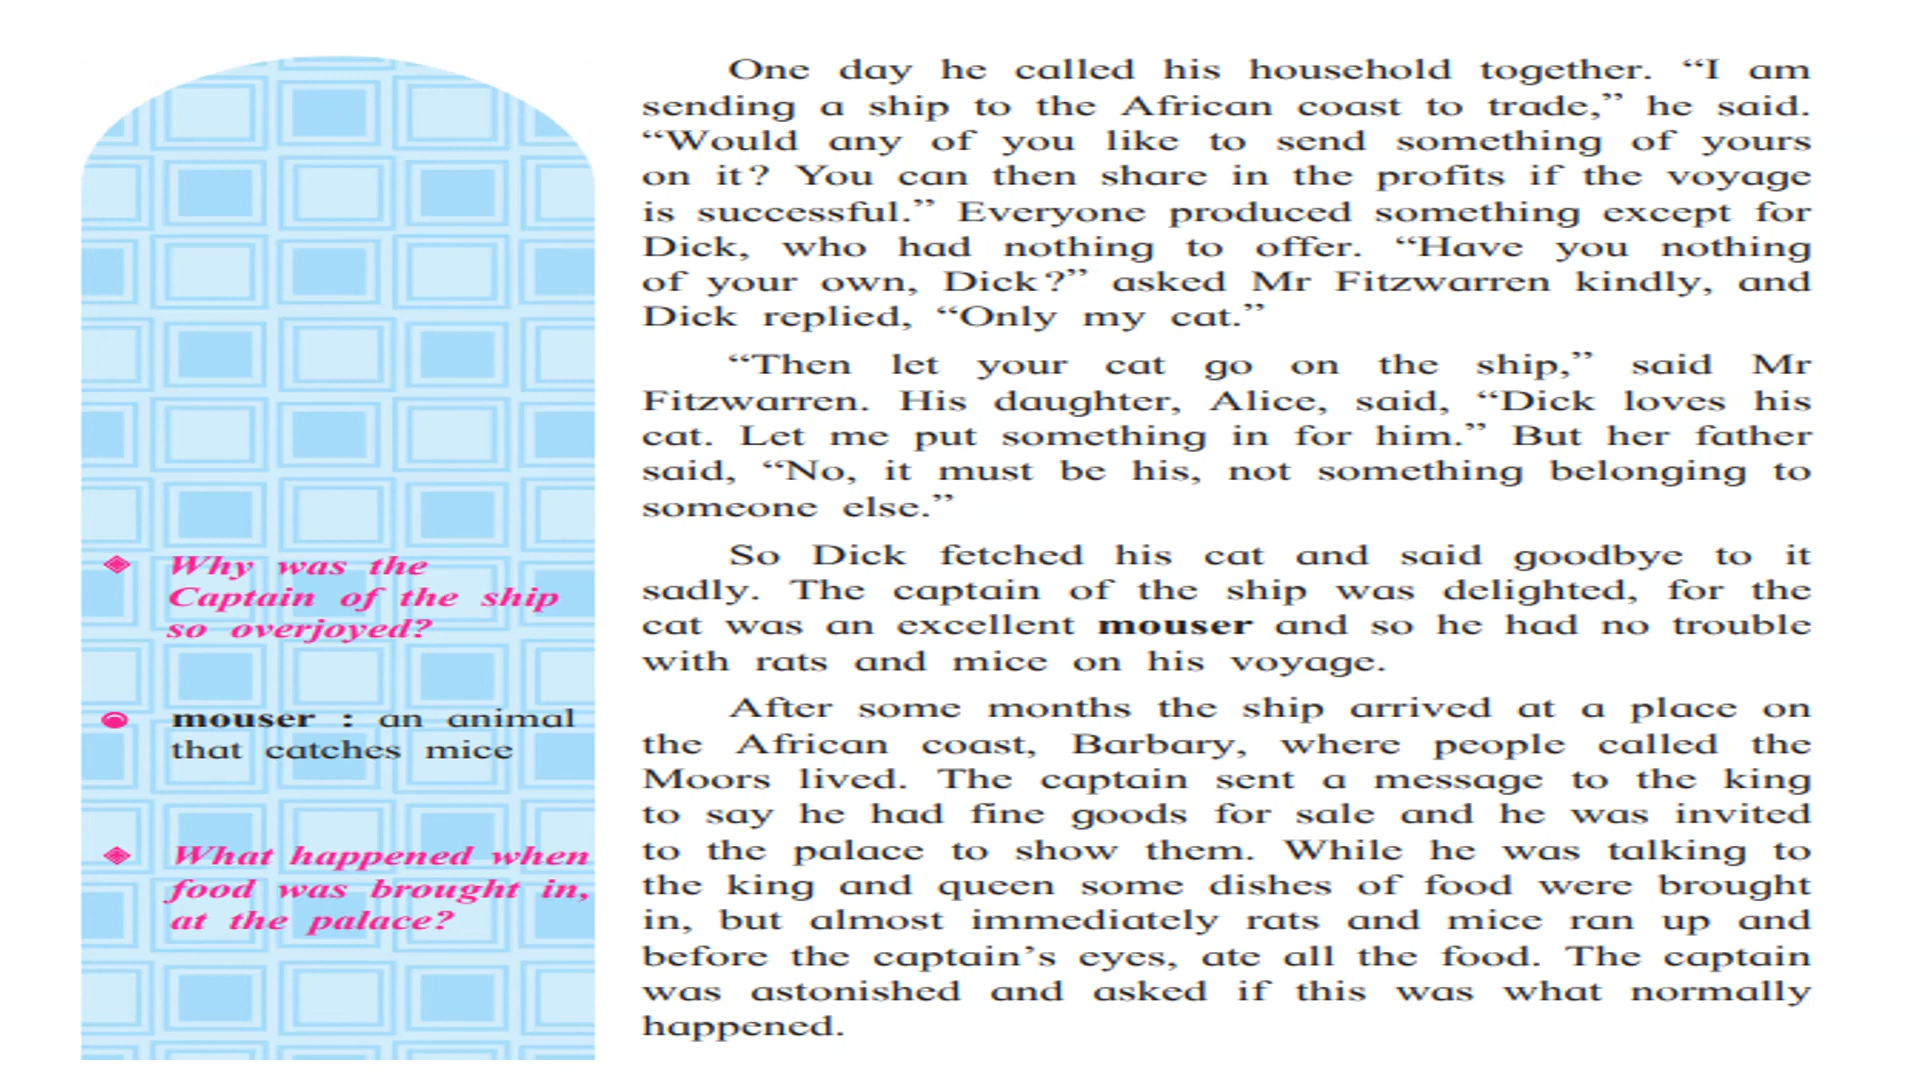 One day he called his household together. “I am
sending a ship to the African coast to trade,” he said.
“Would any of you like to send something of yours
on it? You can then share in the profits if the voyage
is successful.” Everyone produced something except for
Dick, who had nothing to offer. “Have you nothing
of your own, Dick?” asked Mr Fitzwarren kindly, and
Dick replied, “Only my cat.”
“Then let your cat go on the ship,” said Mr
Fitzwarren. His daughter, Alice, said, “Dick loves his
cat. Let me put something in for him.” But her father
said, “No, it must be his, not something belonging to
someone else.”
So Dick fetched his cat and said goodbye to it
sadly. The captain of the ship was delighted, for the
cat was an excellent mouser and so he had no trouble
with rats and mice on his voyage.
After some months the ship arrived at a place on
the African coast, Barbary, where people called the
Moors lived. The captain sent a message to the king
to say he had fine goods for sale and he was invited
to the palace to show them. While he was talking to
the king and queen some dishes of food were brought
in, but almost immediately rats and mice ran up and
before the captain’s eyes, ate all the food. The captain
was astonished and asked if this was what normally
happened.
Why was the
Captain of the ship
so overjoyed?
mouser : an animal
that catches mice
What happened when
food was brought in,
at the palace?